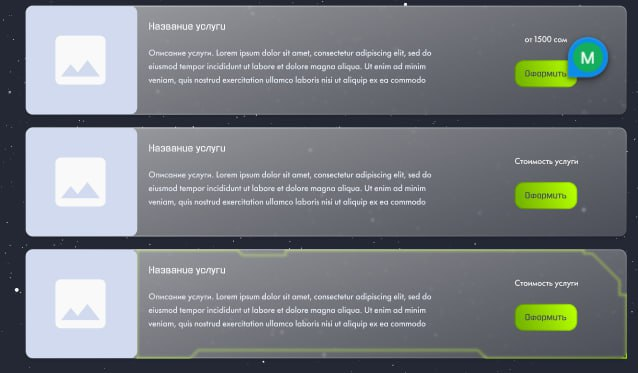 Название услуги
Описание услуги. Lorem ipsum dolor sit amet, consectetur adipiscing elit, sed do
eiusmod tempor incididunt ut labore et dolore magna aliqua. Ut enim ad minim
veniam, quis nostrud exercitation ullamco laboris nisi ut aliquip ex ea commodo
от 1500 сом
Оформить
M
Название услуги
Описание услуги. Lorem ipsum dolor sit amet, consectetur adipiscing elit, sed do
eiusmod tempor incididunt ut labore et dolore magna aliqua. Ut enim ad minim
veniam, quis nostrud exercitation ullamco laboris nisi ut aliquip ex ea commodo
Стоимость услуги
Оформить
Название услуги
Описание услуги. Lorem ipsum dolor sit amet, consectetur adipiscing elit, sed do
eiusmod tempor incididunt ut labore et dolore magna aliqua. Ut enim ad minim
veniam, quis nostrud exercitation ullamco laboris nisi ut aliquip ex ea commodo
Стоимость услуги
Оформить